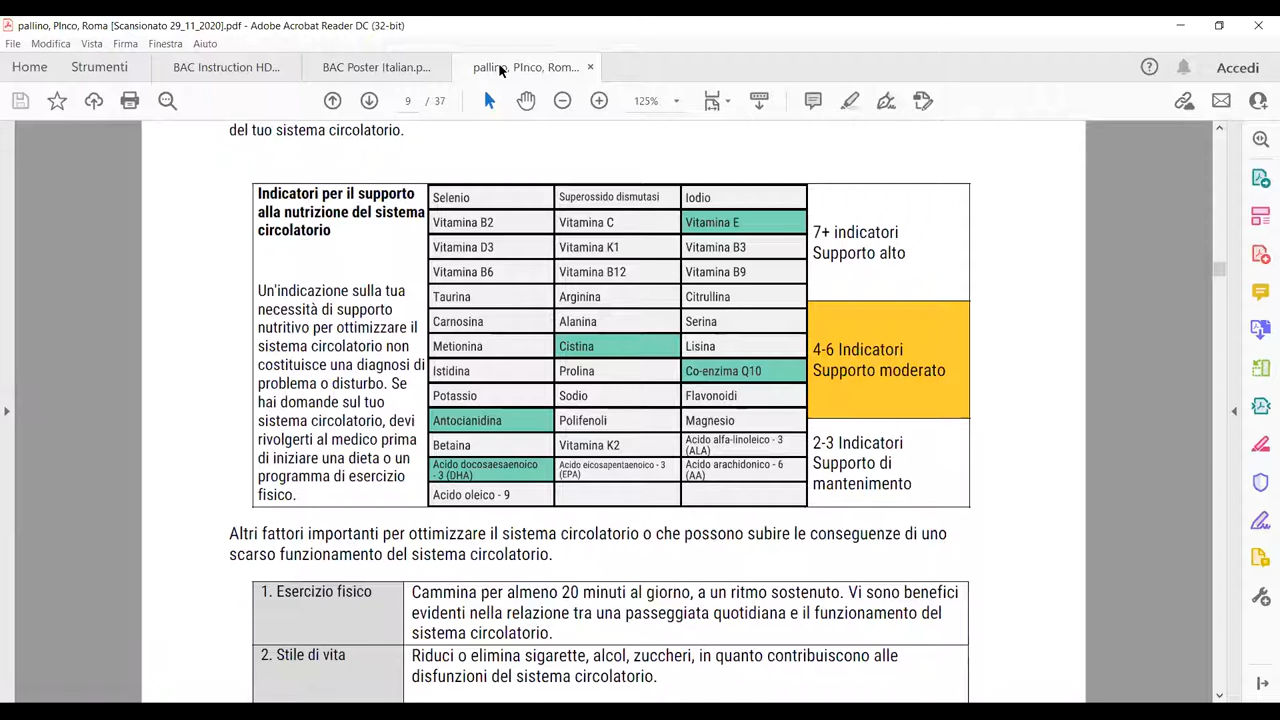 pallino, PInco, Roma [Scansionato 29_11_2020].pdf - Adobe Acrobat Reader DC (32-bit)
File Modifica Vista Firma Finestra Aiuto
Home Strumenti BAC Instruction HD... BAC Poster Italian.p... pallino, PInco, Rom... × Accedi
9 / 37 125%
del tuo sistema circolatorio.
Indicatori per il supporto
alla nutrizione del sistema
circolatorio
Un'indicazione sulla tua
necessità di supporto
nutritivo per ottimizzare il
sistema circolatorio non
costituisce una diagnosi di
problema o disturbo. Se
hai domande sul tuo
sistema circolatorio, devi
rivolgerti al medico prima
di iniziare una dieta o un
programma di esercizio
fisico.
Selenio Superossido dismutasi Iodio
Vitamina B2 Vitamina C Vitamina E
Vitamina D3 Vitamina K1 Vitamina B3
Vitamina B6 Vitamina B12 Vitamina B9
Taurina Arginina Citrullina
Carnosina Alanina Serina
Metionina Cistina Lisina
Istidina Prolina Co-enzima Q10
Potassio Sodio Flavonoidi
Antocianidina Polifenoli Magnesio
Betaina Vitamina K2 Acido alfa-linoleico - 3 (ALA)
Acido docosaesaenoico - 3 (DHA) Acido eicosapentaenoico - 3 (EPA) Acido arachidonico - 6 (AA)
Acido oleico - 9
7+ indicatori
Supporto alto
4-6 Indicatori
Supporto moderato
2-3 Indicatori
Supporto di
mantenimento
Altri fattori importanti per ottimizzare il sistema circolatorio o che possono subire le conseguenze di uno
scarso funzionamento del sistema circolatorio.
1. Esercizio fisico
Cammina per almeno 20 minuti al giorno, a un ritmo sostenuto. Vi sono benefici
evidenti nella relazione tra una passeggiata quotidiana e il funzionamento del
sistema circolatorio.
2. Stile di vita
Riduci o elimina sigarette, alcol, zuccheri, in quanto contribuiscono alle
disfunzioni del sistema circolatorio.